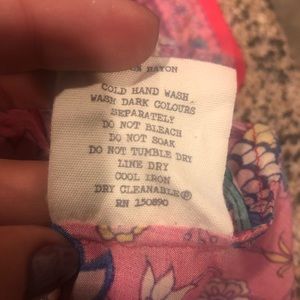 RAYON
COLD HAND WASH
WASH DARK COLOURS
SEPARATELY
DO NOT BLEACH
DO NOT SOAK
DO NOT TUMBLE DRY
LINE DRY
COOL IRON
DRY CLEANABLE®
RN 150890